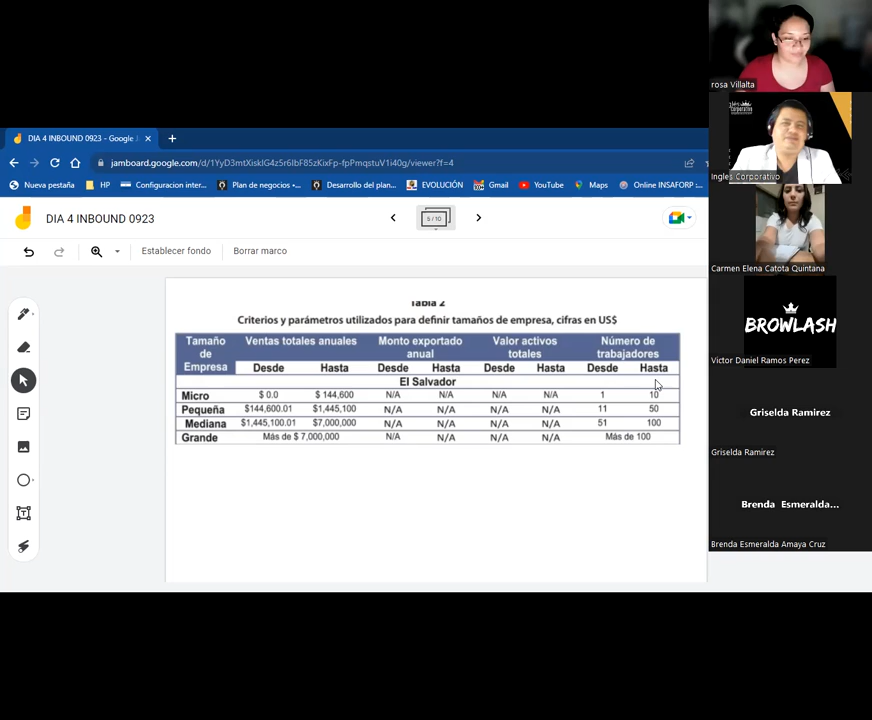 DIA 4 INBOUND 0923 - Google J
jamboard.google.com/d/1YyD3mtXisklG4z5r6lbF85zKixFp-fpPmqstuV1i40g/viewer?f=4
Nueva pestaña
HP
Configuracion inter...
Plan de negocios •...
Desarrollo del plan...
EVOLUCIÓN
Gmail
YouTube
Maps
Online INSAFORP:...
DIA 4 INBOUND 0923
5 / 10
Establecer fondo
Borrar marco
Tabla 2
Criterios y parámetros utilizados para definir tamaños de empresa, cifras en US$
Tamaño de Empresa Ventas totales anuales Monto exportado anual Valor activos totales Número de trabajadores
Desde Hasta Desde Hasta Desde Hasta Desde Hasta
El Salvador
Micro $ 0.0 $ 144,600 N/A N/A N/A N/A 1 10
Pequeña $144,600.01 $1,445,100 N/A N/A N/A N/A 11 50
Mediana $1,445,100.01 $7,000,000 N/A N/A N/A N/A 51 100
Grande Más de $ 7,000,000 N/A N/A N/A N/A Más de 100
rosa Villalta
Corporativo
Ingles Corporativo
Carmen Elena Catota Quintana
BROWLASH
Victor Daniel Ramos Perez
Griselda Ramirez
Griselda Ramirez
Brenda Esmeralda...
Brenda Esmeralda Amaya Cruz